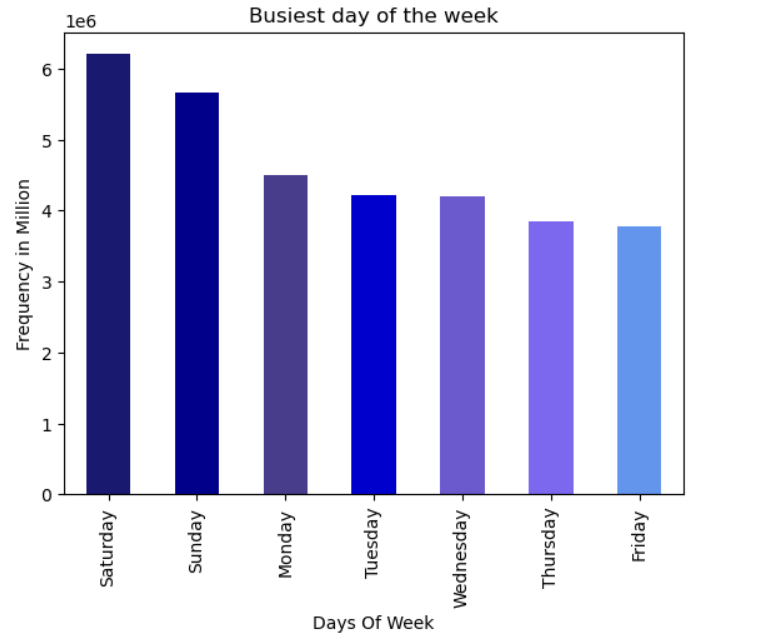 Busiest day of the week
1e6
6
5
4
3
2
1
0
Frequency in Million
Saturday
Sunday
Monday
Tuesday
Wednesday
Thursday
Friday
Days Of Week